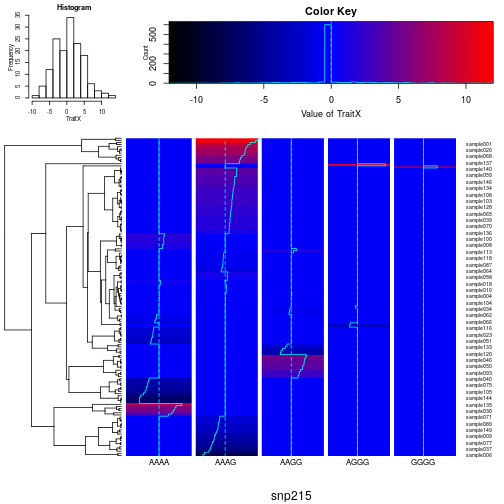 Histogram
Frequency
0 5 10 15 20 25 30 35
-10 -5 0 5 10
TraitX
Color Key
Count
0 200 500
-10 -5 0 5 10
Value of TraitX
sample001
sample020
sample068
sample137
sample140
sample059
sample146
sample134
sample108
sample103
sample128
sample065
sample039
sample070
sample136
sample100
sample008
sample113
sample118
sample087
sample064
sample058
sample018
sample010
sample004
sample104
sample034
sample062
sample066
sample116
sample023
sample051
sample133
sample120
sample046
sample050
sample093
sample040
sample075
sample105
sample144
sample135
sample030
sample071
sample089
sample149
sample009
sample077
sample037
sample006
AAAA AAAG AAGG AGGG GGGG
snp215